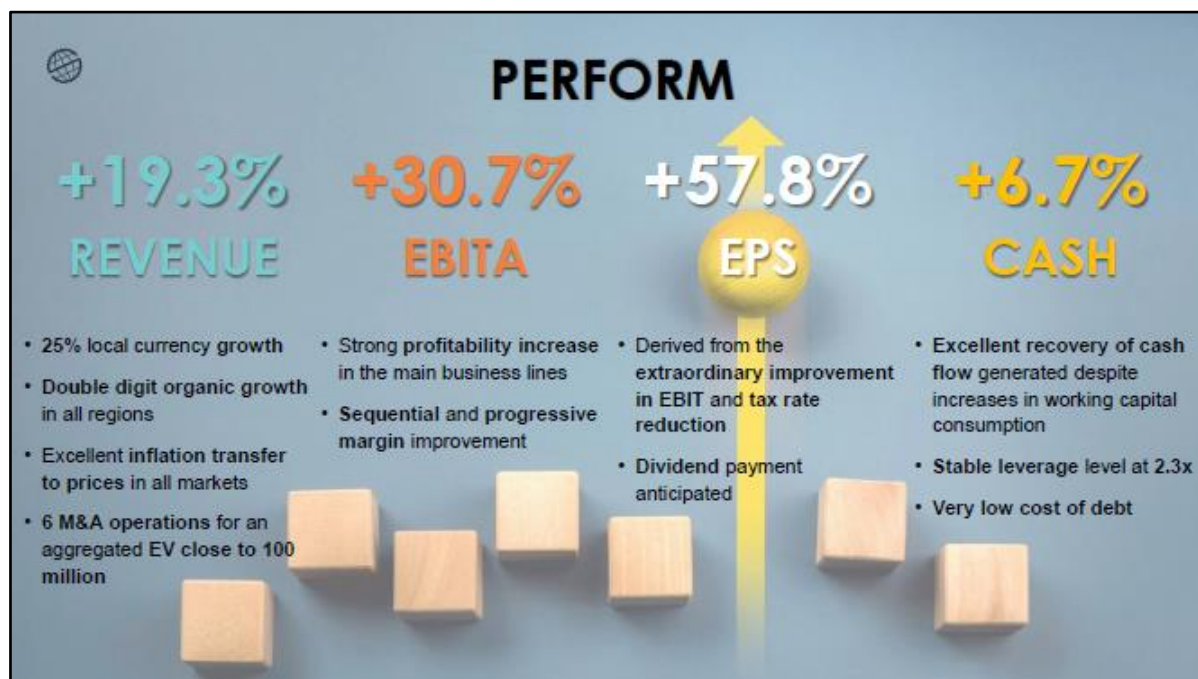 PERFORM
+19.3%
REVENUE
• 25% local currency growth
• Double digit organic growth
in all regions
• Excellent inflation transfer
to prices in all markets
• 6 M&A operations for an
aggregated EV close to 100
million
+30.7%
EBITA
• Strong profitability increase
in the main business lines
• Sequential and progressive
margin improvement
+57.8%
EPS
• Derived from the
extraordinary improvement
in EBIT and tax rate
reduction
• Dividend payment
anticipated
+6.7%
CASH
• Excellent recovery of cash
flow generated despite
increases in working capital
consumption
• Stable leverage level at 2.3x
• Very low cost of debt